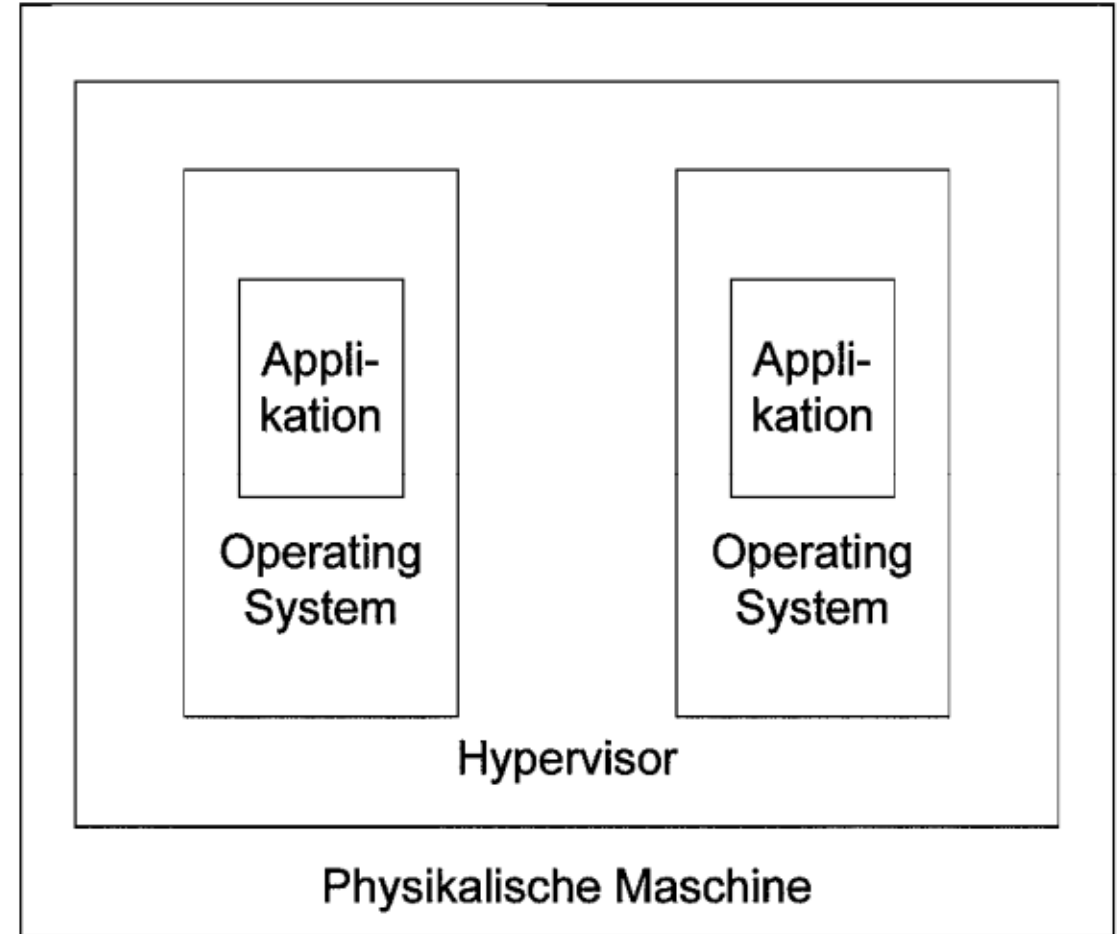 Appli-
kation
Operating
System
Appli-
kation
Operating
System
Hypervisor
Physikalische Maschine